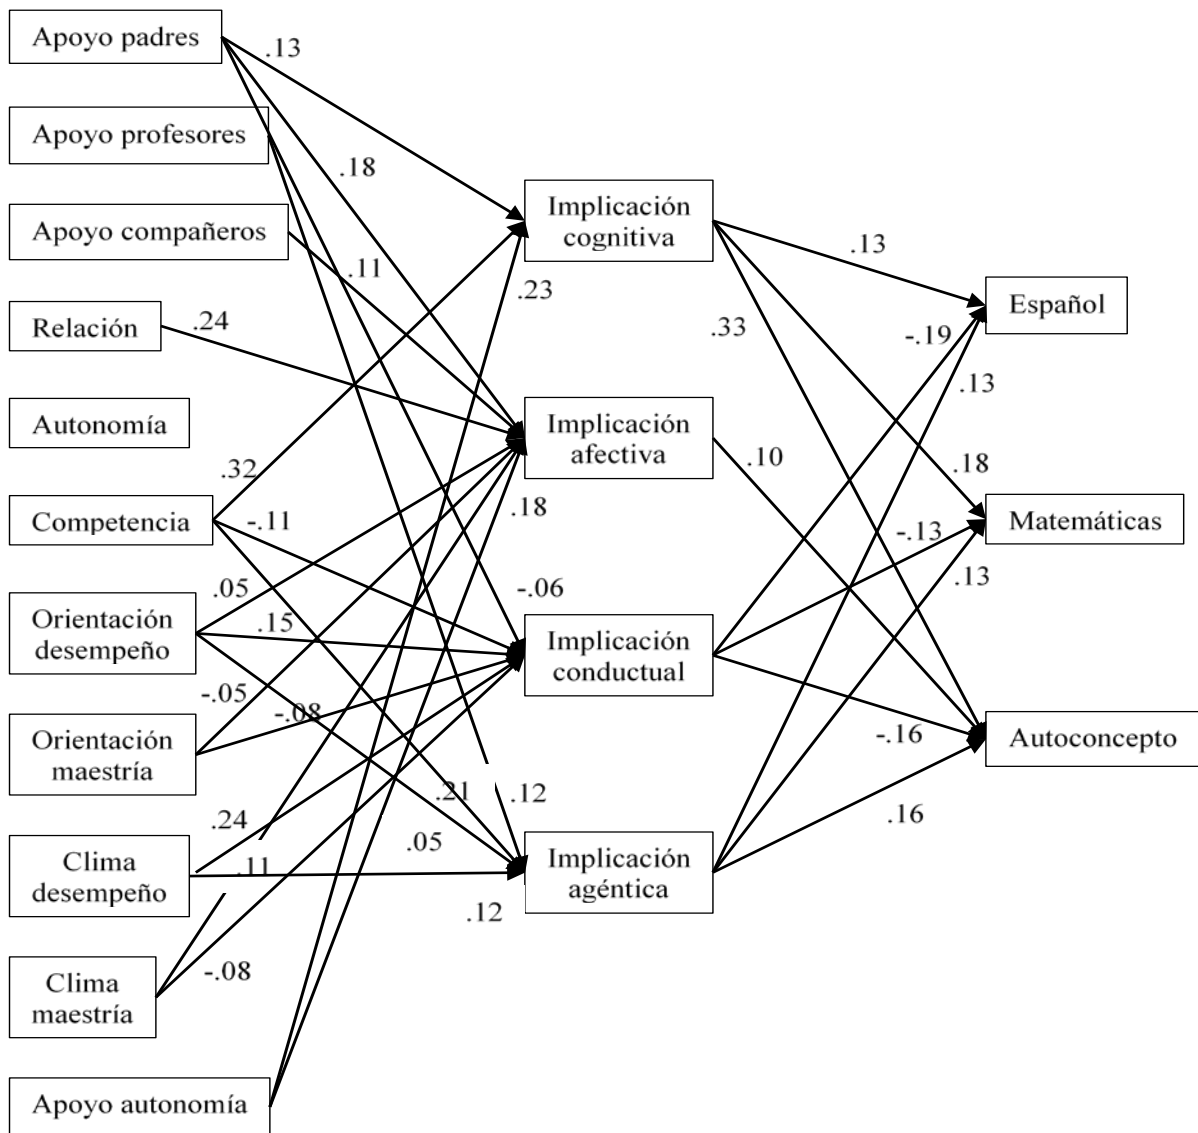 Apoyo padres
.13
Apoyo profesores
.18
Implicación
cognitiva
Apoyo compañeros
.13
.11
.23
Español
Relación
.24
.33
-.19
.13
Autonomía
Implicación
afectiva
.10
.32
.18
.18
Competencia
-.11
Matemáticas
-.13
.05
-.06
.13
Orientación
desempeño
.15
Implicación
conductual
-.05
-.08
Orientación
maestría
-.16
Autoconcepto
.21
.12
.24
.05
.16
Clima
desempeño
.11
Implicación
agéntica
.12
-.08
Clima
maestría
Apoyo autonomía